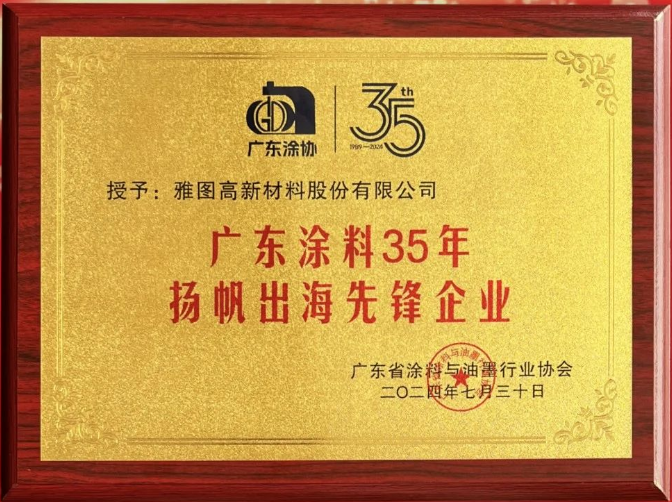 广东涂协
35th
1989—2024
授予：雅图高新材料股份有限公司
广东涂料35年
扬帆出海先锋企业
广东省涂料与油墨行业协会
二〇二四年七月三十日